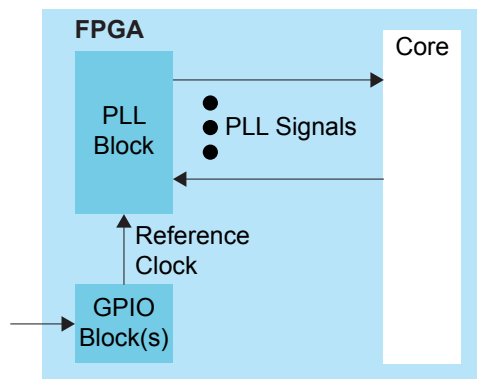 FPGA
Core
PLL
Block
PLL Signals
Reference
Clock
GPIO
Block(s)